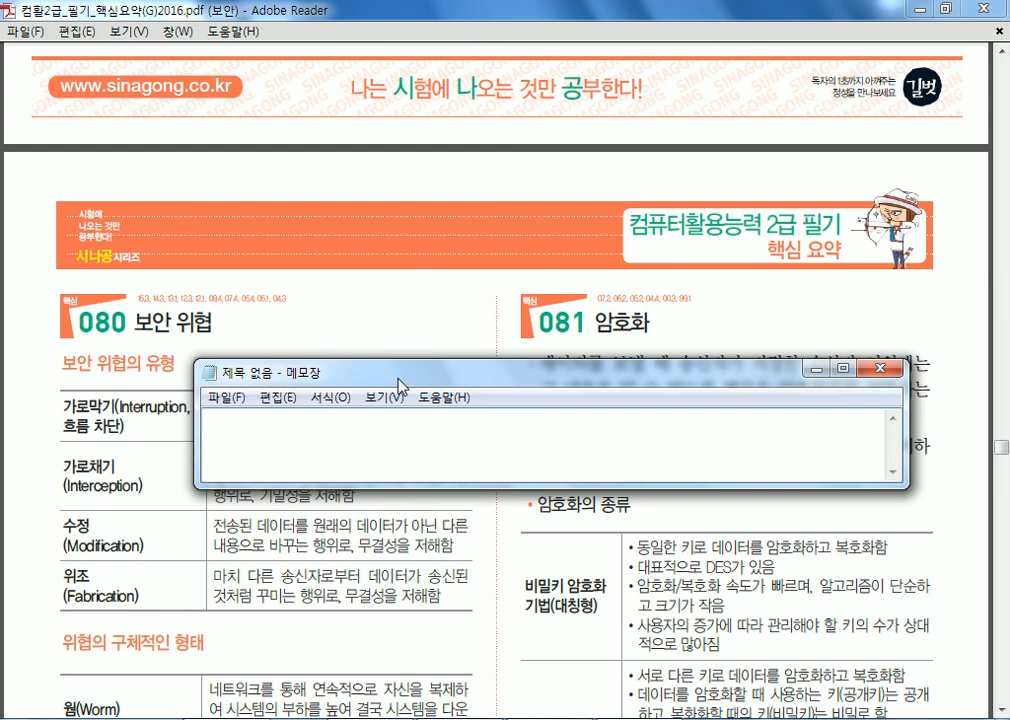 컴활2급_필기_핵심요약(G)2016.pdf (보안) - Adobe Reader
파일(F) 편집(E) 보기(V) 창(W) 도움말(H)
www.sinagong.co.kr
나는 시험에 나오는 것만 공부한다!
독자의 1초까지 아껴주는
정성을 만나보세요
길벗
시험에
나오는 것만
공부한다!
시나공시리즈
컴퓨터활용능력 2급 필기
핵심 요약
핵심
15.3, 14.3, 13.1, 12.3, 12.1, 09.4, 07.4, 05.4, 05.1, 04.3
080 보안 위협
보안 위협의 유형
가로막기(Interruption,
흐름 차단)
가로채기
(Interception)
행위로, 기밀성을 저해함
수정
(Modification)
전송된 데이터를 원래의 데이터가 아닌 다른
내용으로 바꾸는 행위로, 무결성을 저해함
위조
(Fabrication)
마치 다른 송신자로부터 데이터가 송신된
것처럼 꾸미는 행위로, 무결성을 저해함
위협의 구체적인 형태
웜(Worm)
네트워크를 통해 연속적으로 자신을 복제하
여 시스템의 부하를 높여 결국 시스템을 다운
제목 없음 - 메모장
파일(F) 편집(E) 서식(O) 보기(V) 도움말(H)
핵심
07.2, 06.2, 05.2, 04.4, 00.3, 99.1
081 암호화
• 암호화의 종류
비밀키 암호화
기법(대칭형)
• 동일한 키로 데이터를 암호화하고 복호화함
• 대표적으로 DES가 있음
• 암호화/복호화 속도가 빠르며, 알고리즘이 단순하
고 크기가 작음
• 사용자의 증가에 따라 관리해야 할 키의 수가 상대
적으로 많아짐
• 서로 다른 키로 데이터를 암호화하고 복호화함
• 데이터를 암호화할 때 사용하는 키(공개키)는 공개
하고, 복호화할 때의 키(비밀키)는 비밀로 함